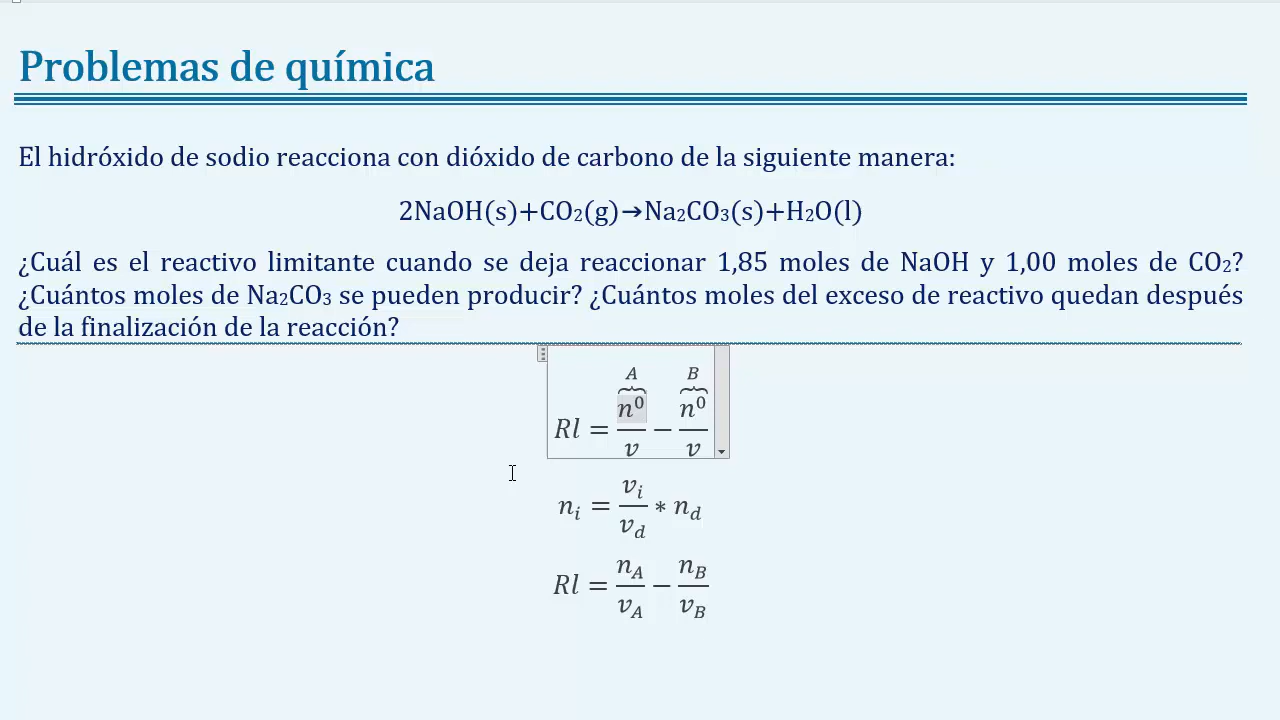 Problemas de química
El hidróxido de sodio reacciona con dióxido de carbono de la siguiente manera:
2NaOH(s)+CO₂(g)→Na₂CO₃(s)+H₂O(l)
¿Cuál es el reactivo limitante cuando se deja reaccionar 1,85 moles de NaOH y 1,00 moles de CO₂?
¿Cuántos moles de Na₂CO₃ se pueden producir? ¿Cuántos moles del exceso de reactivo quedan después
de la finalización de la reacción?
A B
Rl = n⁰/v − n⁰/v
nᵢ = vᵢ/v_d * n_d
Rl = n_A/v_A − n_B/v_B